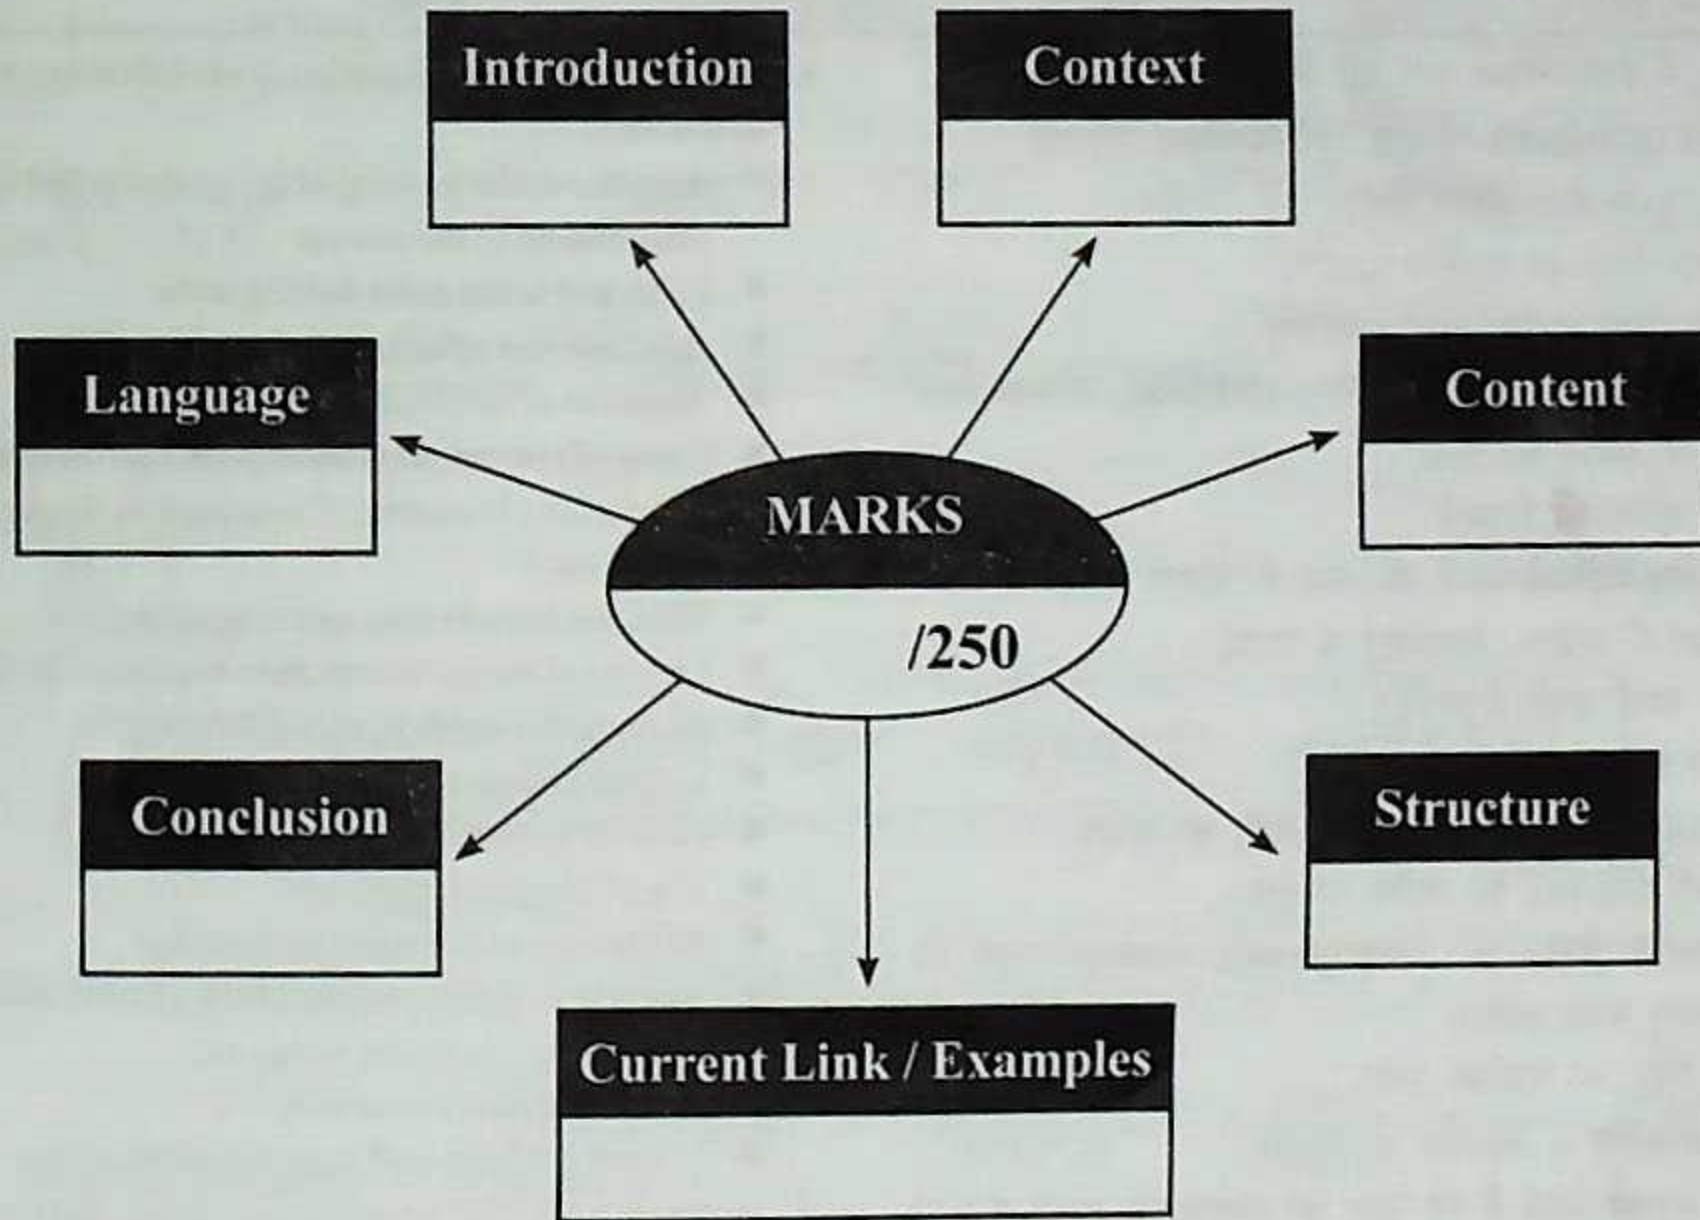 Introduction
Context
Language
Content
MARKS
/250
Conclusion
Structure
Current Link / Examples